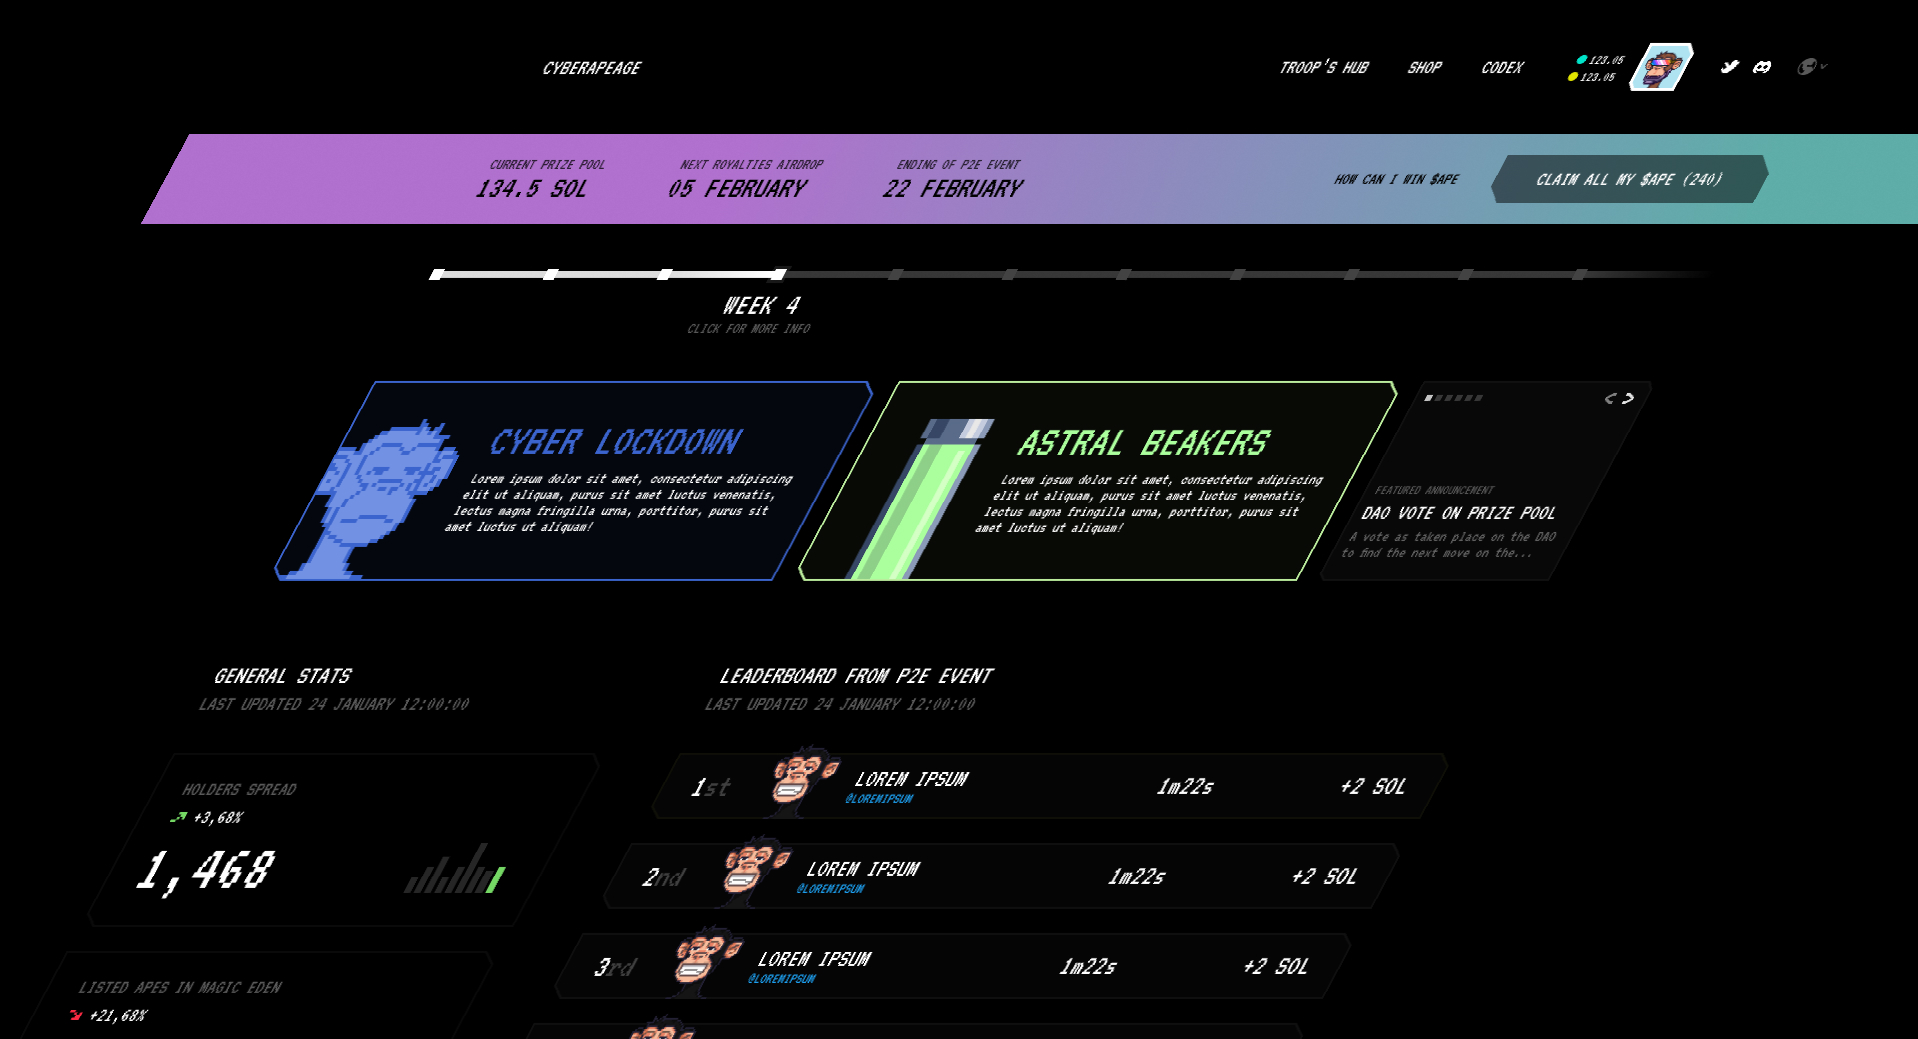 CYBERAPEAGE
TROOP'S HUB
SHOP
CODEX
123.05
123.05
CURRENT PRIZE POOL
134.5 SOL
NEXT ROYALTIES AIRDROP
05 FEBRUARY
ENDING OF P2E EVENT
22 FEBRUARY
HOW CAN I WIN $APE
CLAIM ALL MY $APE (240)
WEEK 4
CLICK FOR MORE INFO
CYBER LOCKDOWN
Lorem ipsum dolor sit amet, consectetur adipiscing
elit ut aliquam, purus sit amet luctus venenatis,
lectus magna fringilla urna, porttitor, purus sit
amet luctus ut aliquam!
ASTRAL BEAKERS
Lorem ipsum dolor sit amet, consectetur adipiscing
elit ut aliquam, purus sit amet luctus venenatis,
lectus magna fringilla urna, porttitor, purus sit
amet luctus ut aliquam!
FEATURED ANNOUNCEMENT
DAO VOTE ON PRIZE POOL
A vote as taken place on the DAO
to find the next move on the...
GENERAL STATS
LAST UPDATED 24 JANUARY 12:00:00
HOLDERS SPREAD
+3,68%
1,468
LISTED APES IN MAGIC EDEN
+21,68%
LEADERBOARD FROM P2E EVENT
LAST UPDATED 24 JANUARY 12:00:00
1st
LOREM IPSUM
@LOREMIPSUM
1m22s
+2 SOL
2nd
LOREM IPSUM
@LOREMIPSUM
1m22s
+2 SOL
3rd
LOREM IPSUM
@LOREMIPSUM
1m22s
+2 SOL